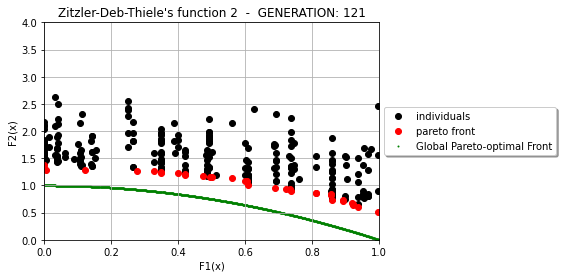 Zitzler-Deb-Thiele's function 2 - GENERATION: 121
4.0
3.5
3.0
2.5
2.0
1.5
1.0
0.5
0.0
F2(x)
0.0 0.2 0.4 0.6 0.8 1.0
F1(x)
individuals
pareto front
Global Pareto-optimal Front